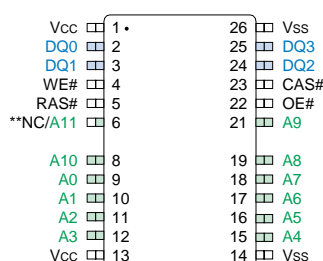 Vcc 1 26 Vss
DQ0 2 25 DQ3
DQ1 3 24 DQ2
WE# 4 23 CAS#
RAS# 5 22 OE#
**NC/A11 6 21 A9
A10 8 19 A8
A0 9 18 A7
A1 10 17 A6
A2 11 16 A5
A3 12 15 A4
Vcc 13 14 Vss